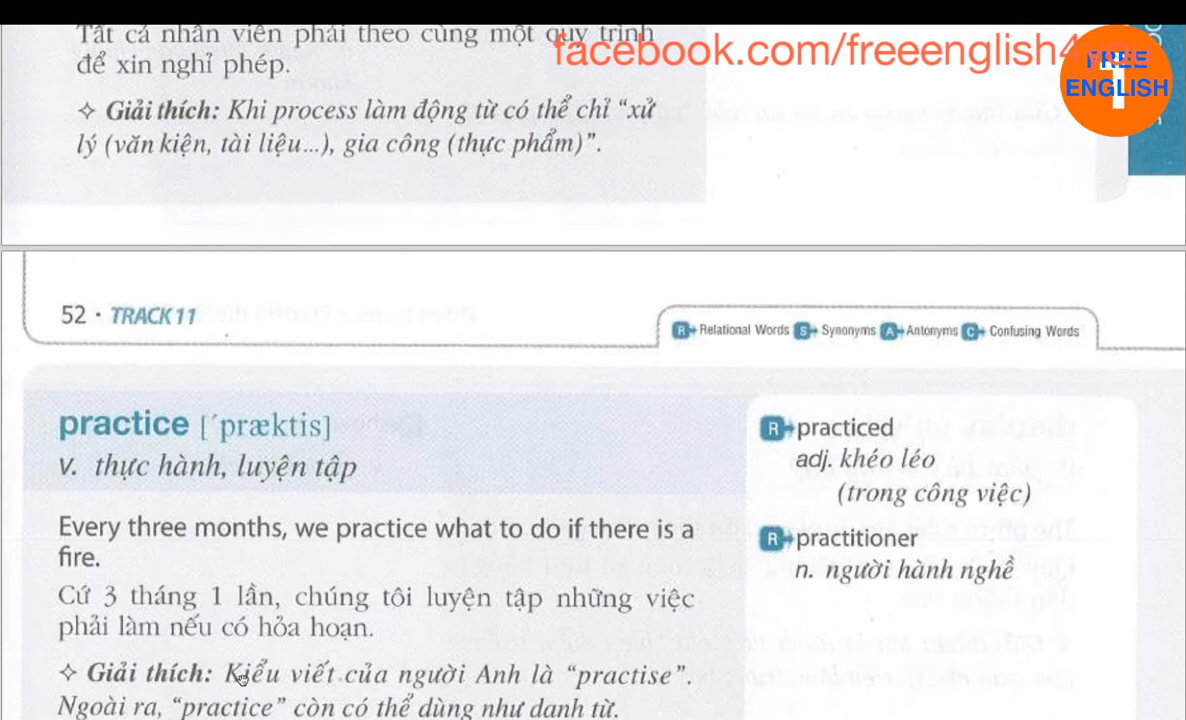 Tất cả nhân viên phải theo cùng một quy trình
để xin nghỉ phép.
facebook.com/freeenglish4you
FREE
1
ENGLISH
✧ Giải thích: Khi process làm động từ có thể chỉ “xử
lý (văn kiện, tài liệu...), gia công (thực phẩm)”.
52 · TRACK 11
R Relational Words S Synonyms A Antonyms C Confusing Words
practice [ˊpræktis]
v. thực hành, luyện tập
Every three months, we practice what to do if there is a
fire.
Cứ 3 tháng 1 lần, chúng tôi luyện tập những việc
phải làm nếu có hỏa hoạn.
✧ Giải thích: Kiểu viết của người Anh là “practise”.
Ngoài ra, “practice” còn có thể dùng như danh từ.
R practiced
adj. khéo léo
(trong công việc)
R practitioner
n. người hành nghề